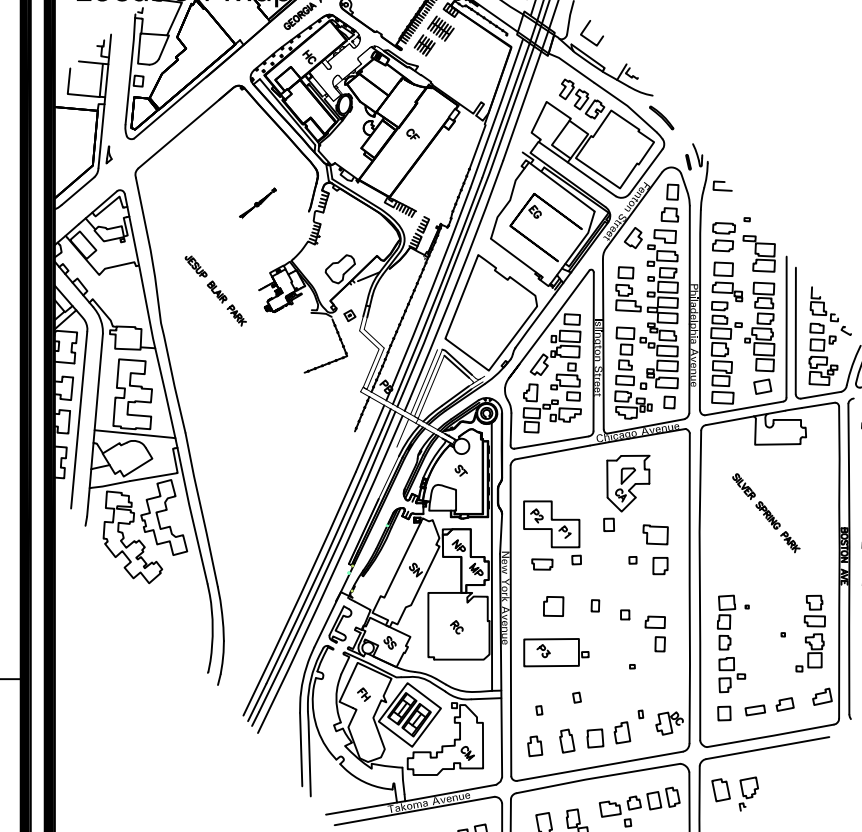 Location Map
GEORGIA
HC
CF
Fenton Street
EG
JESUP BLAIR PARK
Philadelphia Avenue
Islington Street
PB
Chicago Avenue
ST
CA
SILVER SPRING PARK
P2
P1
BOSTON AVE
NP
MP
SN
New York Avenue
RC
SS
P3
FH
DC
CM
Takoma Avenue